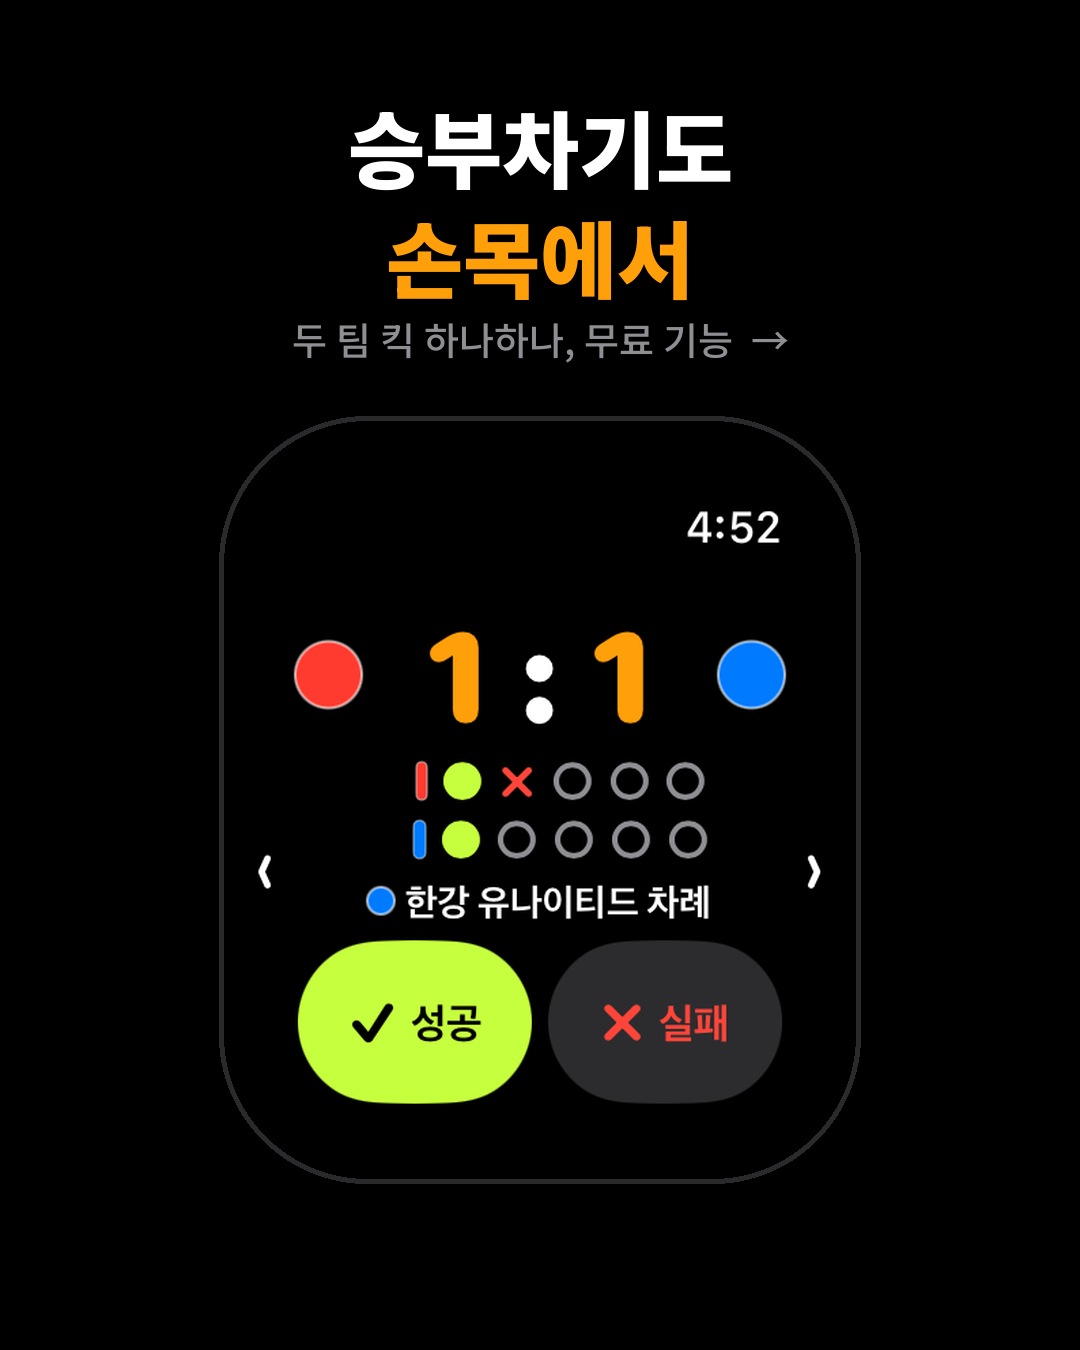 승부차기도
손목에서
두 팀 킥 하나하나, 무료 기능 →
4:52
1 : 1
한강 유나이티드 차례
성공
실패